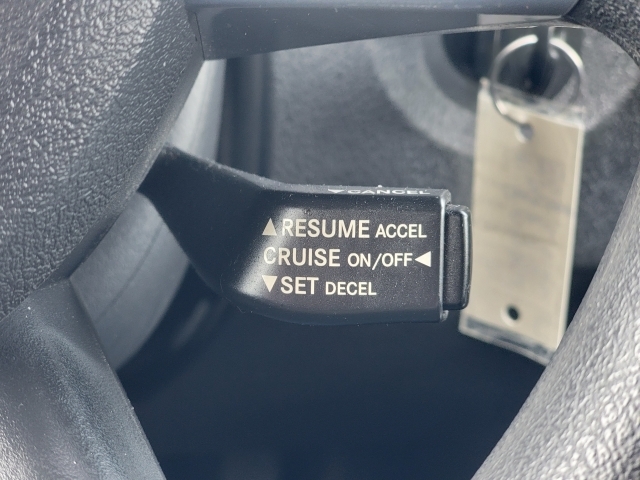 ▼CANCEL
▲RESUME ACCEL
CRUISE ON/OFF◀
▼SET DECEL